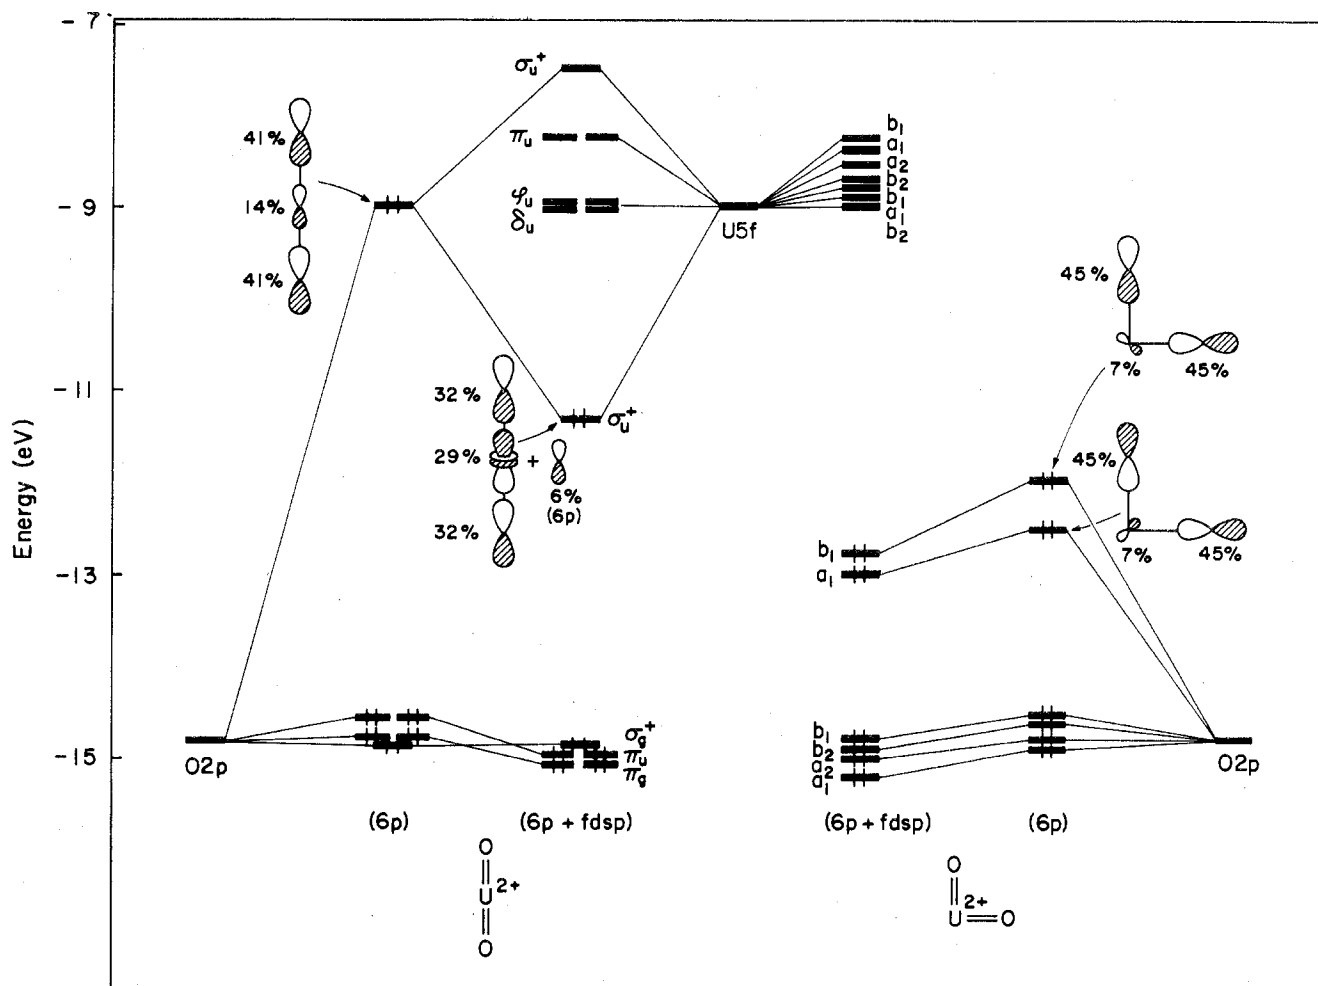 -7
σu+
41%
πu
b1
a1
a2
b2
b1
a1
b2
14%
-9
φu
δu
U5f
41%
45%
7%
45%
-11
32%
σu+
29%
+
6%
(6p)
45%
32%
7%
45%
Energy (eV)
b1
a1
-13
σg+
πu
πg
b1
b2
a2
a1
-15
O2p
O2p
(6p)
(6p + fdsp)
(6p + fdsp)
(6p)
O
U 2+
O
O
2+
U
O